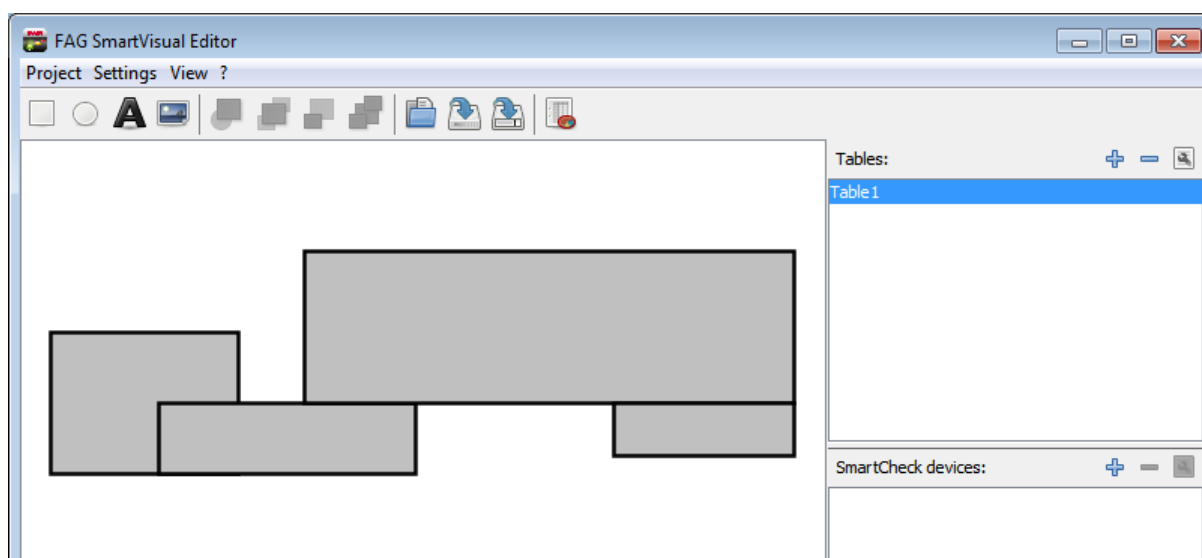 FAG SmartVisual Editor
Project Settings View ?
A
Tables:
Table1
SmartCheck devices: